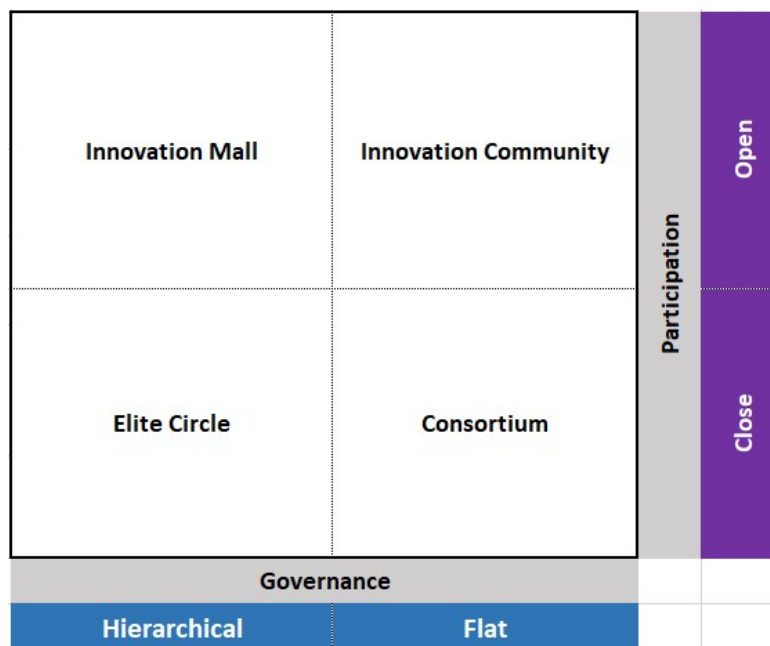 Innovation Mall
Innovation Community
Open
Participation
Elite Circle
Consortium
Close
Governance
Hierarchical
Flat